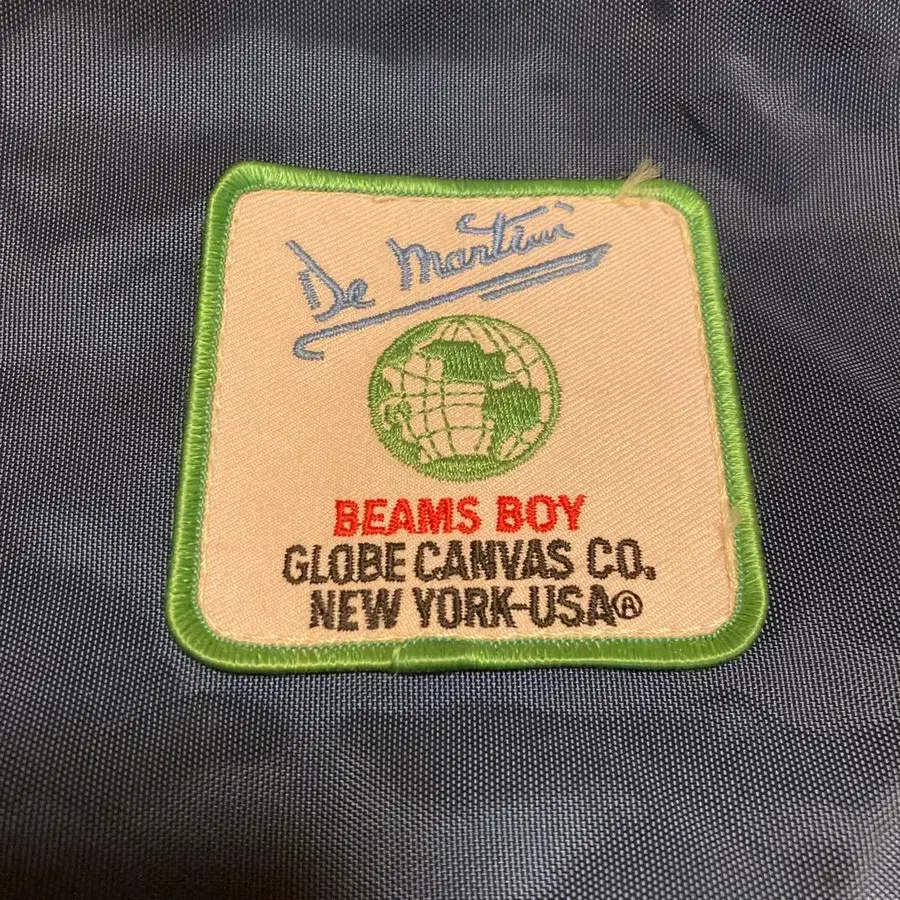 De Martini
BEAMS BOY
GLOBE CANVAS CO.
NEW YORK-USA®